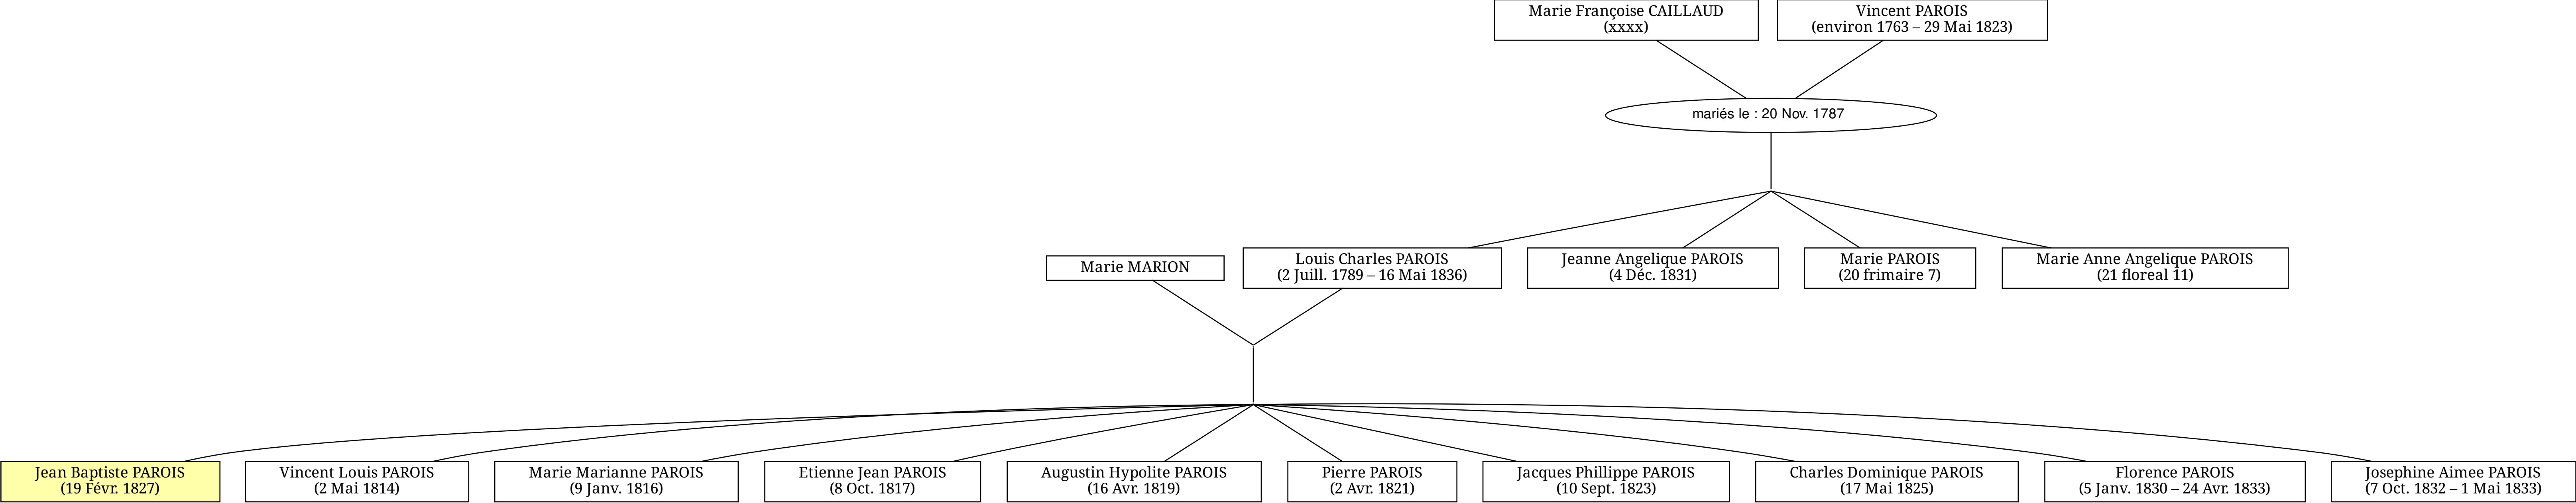 Marie Françoise CAILLAUD
(xxxx)
Vincent PAROIS
(environ 1763 – 29 Mai 1823)
mariés le : 20 Nov. 1787
Marie MARION
Louis Charles PAROIS
(2 Juill. 1789 – 16 Mai 1836)
Jeanne Angelique PAROIS
(4 Déc. 1831)
Marie PAROIS
(20 frimaire 7)
Marie Anne Angelique PAROIS
(21 floreal 11)
Jean Baptiste PAROIS
(19 Févr. 1827)
Vincent Louis PAROIS
(2 Mai 1814)
Marie Marianne PAROIS
(9 Janv. 1816)
Etienne Jean PAROIS
(8 Oct. 1817)
Augustin Hypolite PAROIS
(16 Avr. 1819)
Pierre PAROIS
(2 Avr. 1821)
Jacques Phillippe PAROIS
(10 Sept. 1823)
Charles Dominique PAROIS
(17 Mai 1825)
Florence PAROIS
(5 Janv. 1830 – 24 Avr. 1833)
Josephine Aimee PAROIS
(7 Oct. 1832 – 1 Mai 1833)